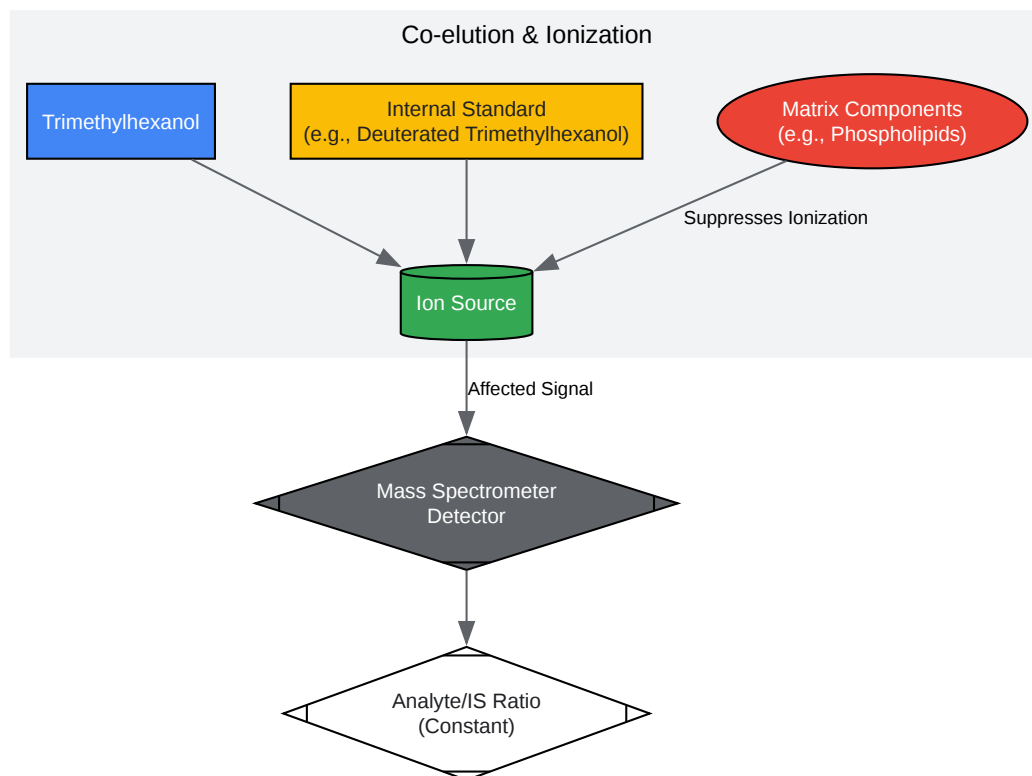 Co-elution & Ionization
Trimethylhexanol
Internal Standard
(e.g., Deuterated Trimethylhexanol)
Matrix Components
(e.g., Phospholipids)
Suppresses Ionization
Ion Source
Affected Signal
Mass Spectrometer
Detector
Analyte/IS Ratio
(Constant)